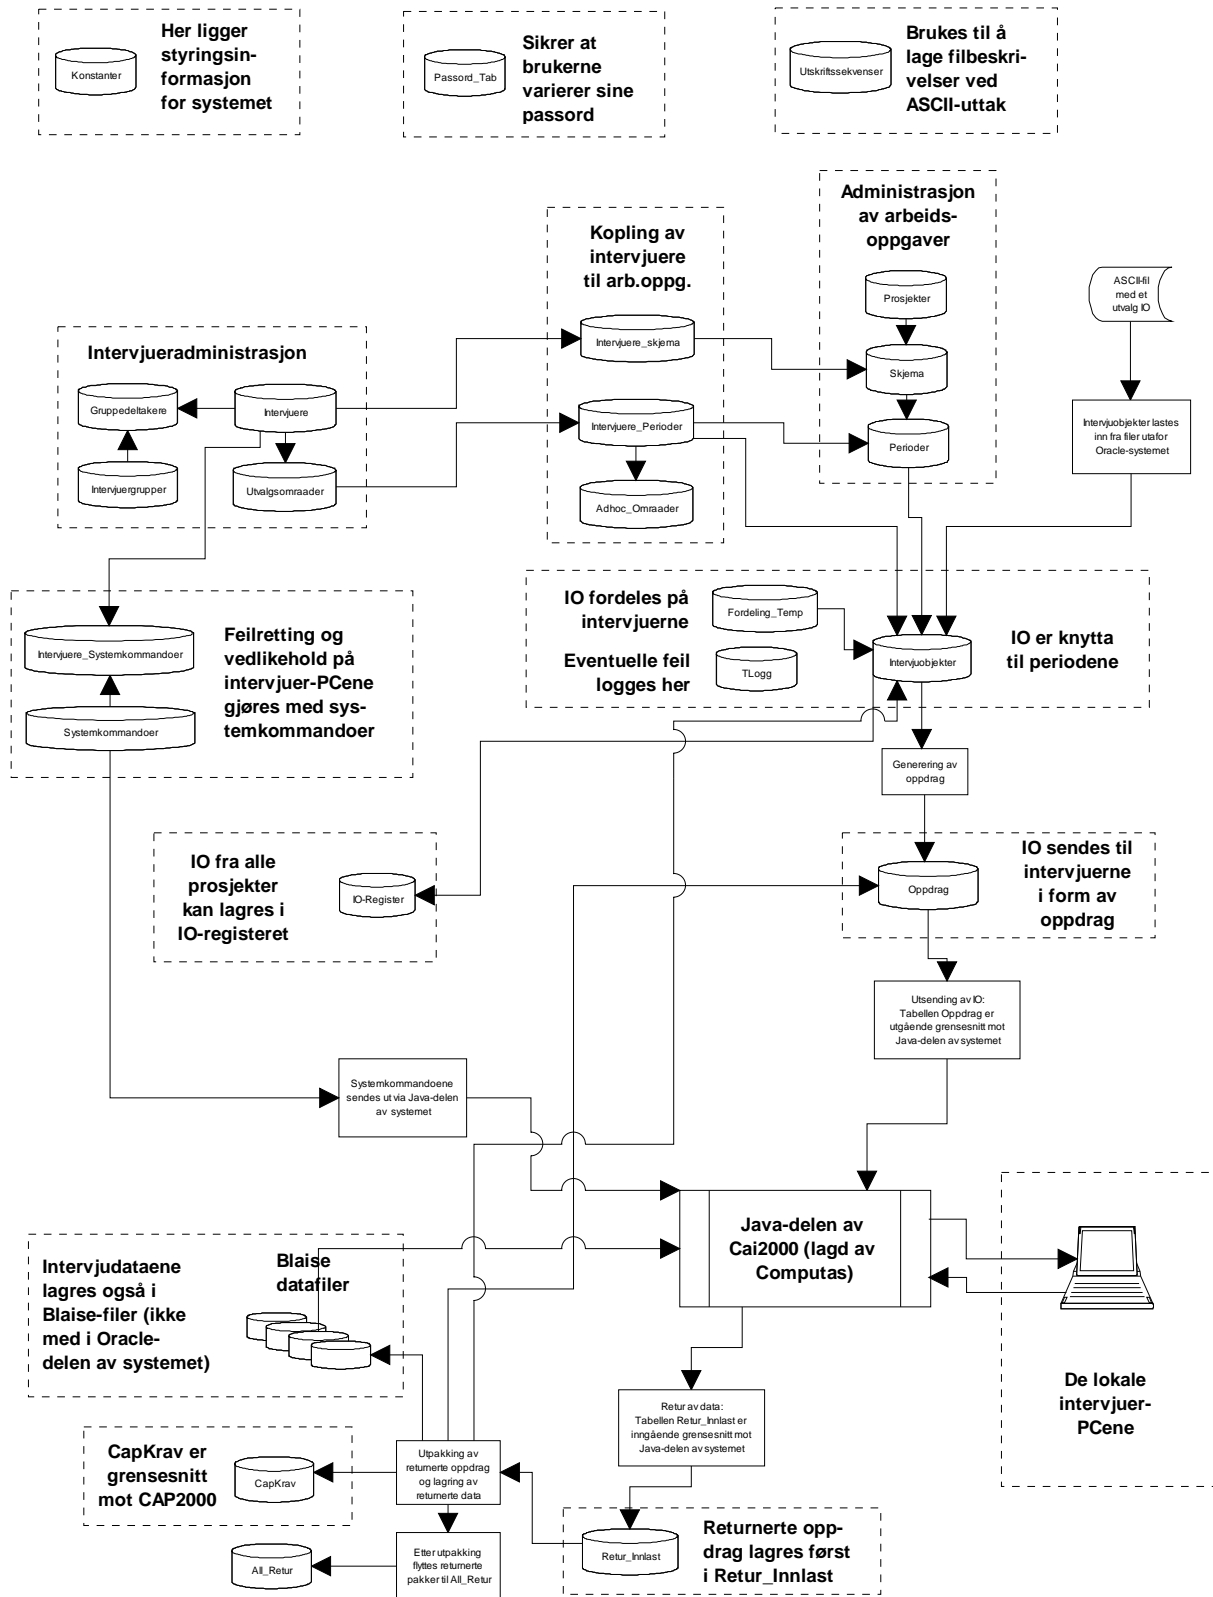 Her ligger
styringsin-
formasjon
for systemet
Konstanter
Sikrer at
brukerne
varierer sine
passord
Passord_Tab
Brukes til å
lage filbeskri-
velser ved
ASCII-uttak
Utskriftssekvenser
Administrasjon
av arbeids-
oppgaver
Prosjekter
Skjema
Perioder
Kopling av
intervjuere
til arb.oppg.
Intervjuere_skjema
Intervjuere_Perioder
Adhoc_Omraader
ASCII-fil
med et
utvalg IO
Intervjuobjekter lastes
inn fra filer utafor
Oracle-systemet
Intervjueradministrasjon
Gruppedeltakere
Intervjuere
Intervjuergrupper
Utvalgsomraader
IO fordeles på
intervjuerne
Fordeling_Temp
Eventuelle feil
logges her
TLogg
Intervjuobjekter
IO er knytta
til periodene
Intervjuere_Systemkommandoer
Systemkommandoer
Feilretting og
vedlikehold på
intervjuer-PCene
gjøres med sys-
temkommandoer
Generering av
oppdrag
IO fra alle
prosjekter
kan lagres i
IO-registeret
IO-Register
Oppdrag
IO sendes til
intervjuerne
i form av
oppdrag
Utsending av IO:
Tabellen Oppdrag er
utgående grensesnitt mot
Java-delen av systemet
Systemkommandoene
sendes ut via Java-delen
av systemet
Java-delen av
Cai2000 (lagd av
Computas)
Intervjudataene
lagres også i
Blaise-filer (ikke
med i Oracle-
delen av systemet)
Blaise
datafiler
De lokale
intervjuer-
PCene
Retur av data:
Tabellen Retur_Innlast er
inngående grensesnitt mot
Java-delen av systemet
CapKrav er
grensesnitt
mot CAP2000
CapKrav
Utpakking av
returnerte oppdrag
og lagring av
returnerte data
Retur_Innlast
Returnerte opp-
drag lagres først
i Retur_Innlast
All_Retur
Etter utpakking
flyttes returnerte
pakker til All_Retur